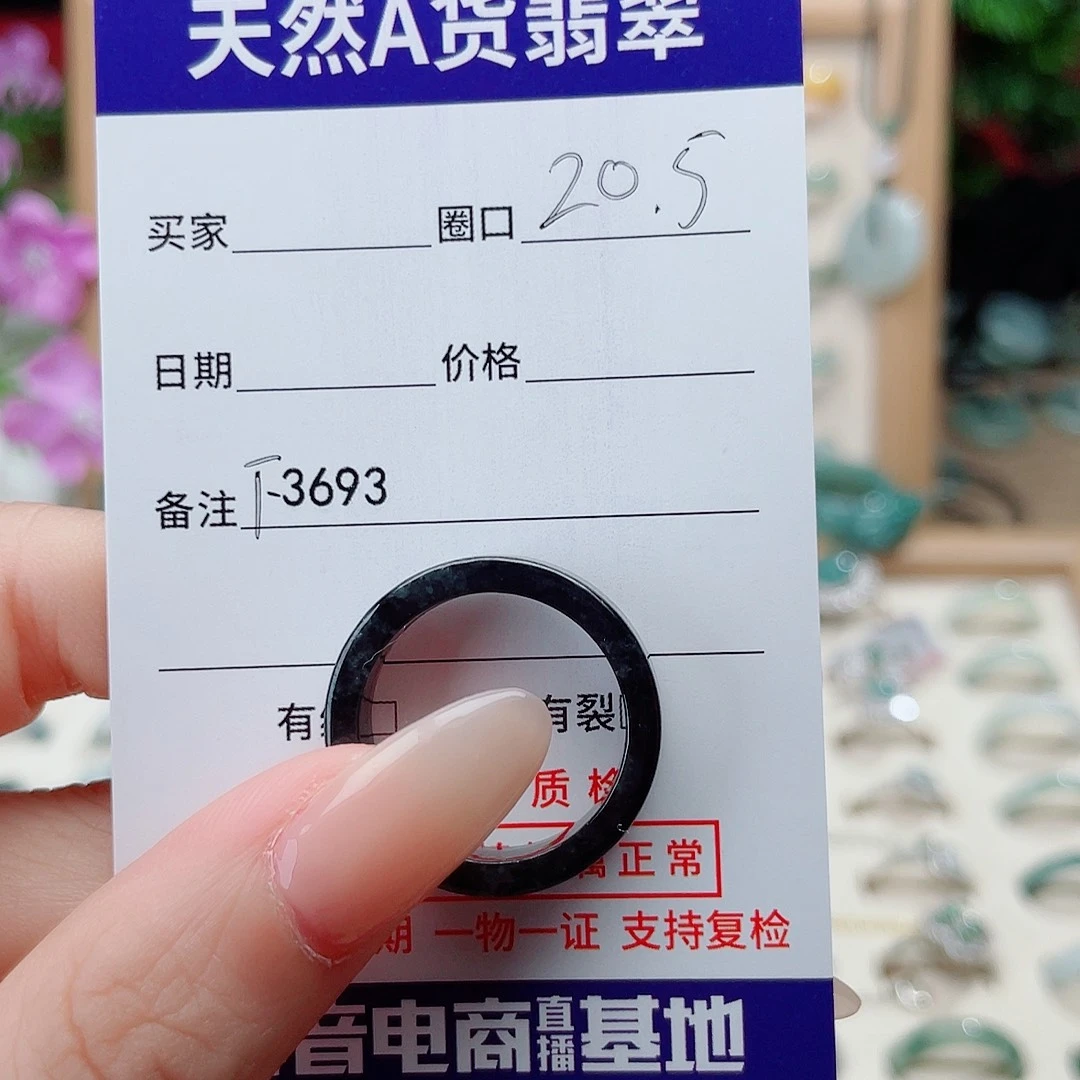 天然A货翡翠
买家 圈口 20.5
日期 价格
备注 T-3693
有 有裂
质检
正常
期 一物一证 支持复检
音电商直播基地